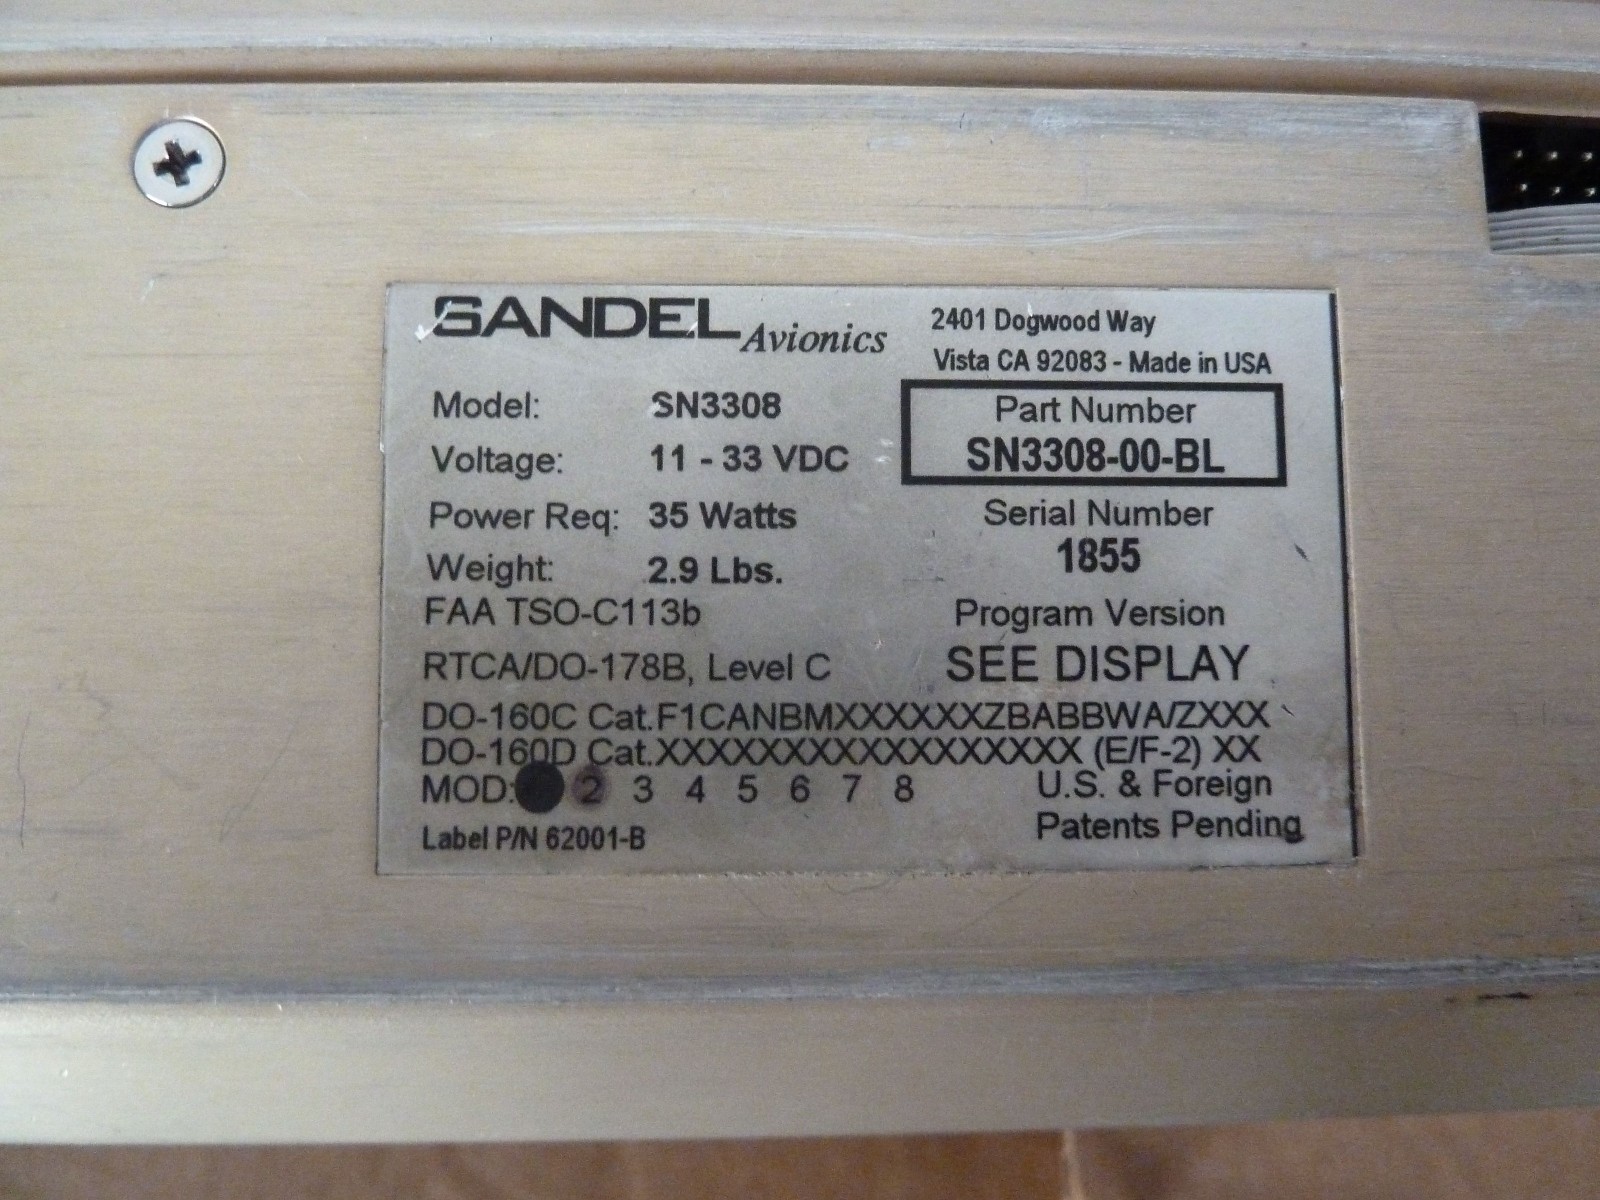 SANDEL Avionics
2401 Dogwood Way
Vista CA 92083 - Made in USA
Model: SN3308
Part Number
SN3308-00-BL
Voltage: 11 - 33 VDC
Power Req: 35 Watts
Serial Number
1855
Weight: 2.9 Lbs.
FAA TSO-C113b
Program Version
SEE DISPLAY
RTCA/DO-178B, Level C
DO-160C Cat.F1CANBMXXXXXXZBABBWA/ZXXX
DO-160D Cat.XXXXXXXXXXXXXXXXXX (E/F-2) XX
MOD: 2 3 4 5 6 7 8
U.S. & Foreign
Patents Pending
Label P/N 62001-B